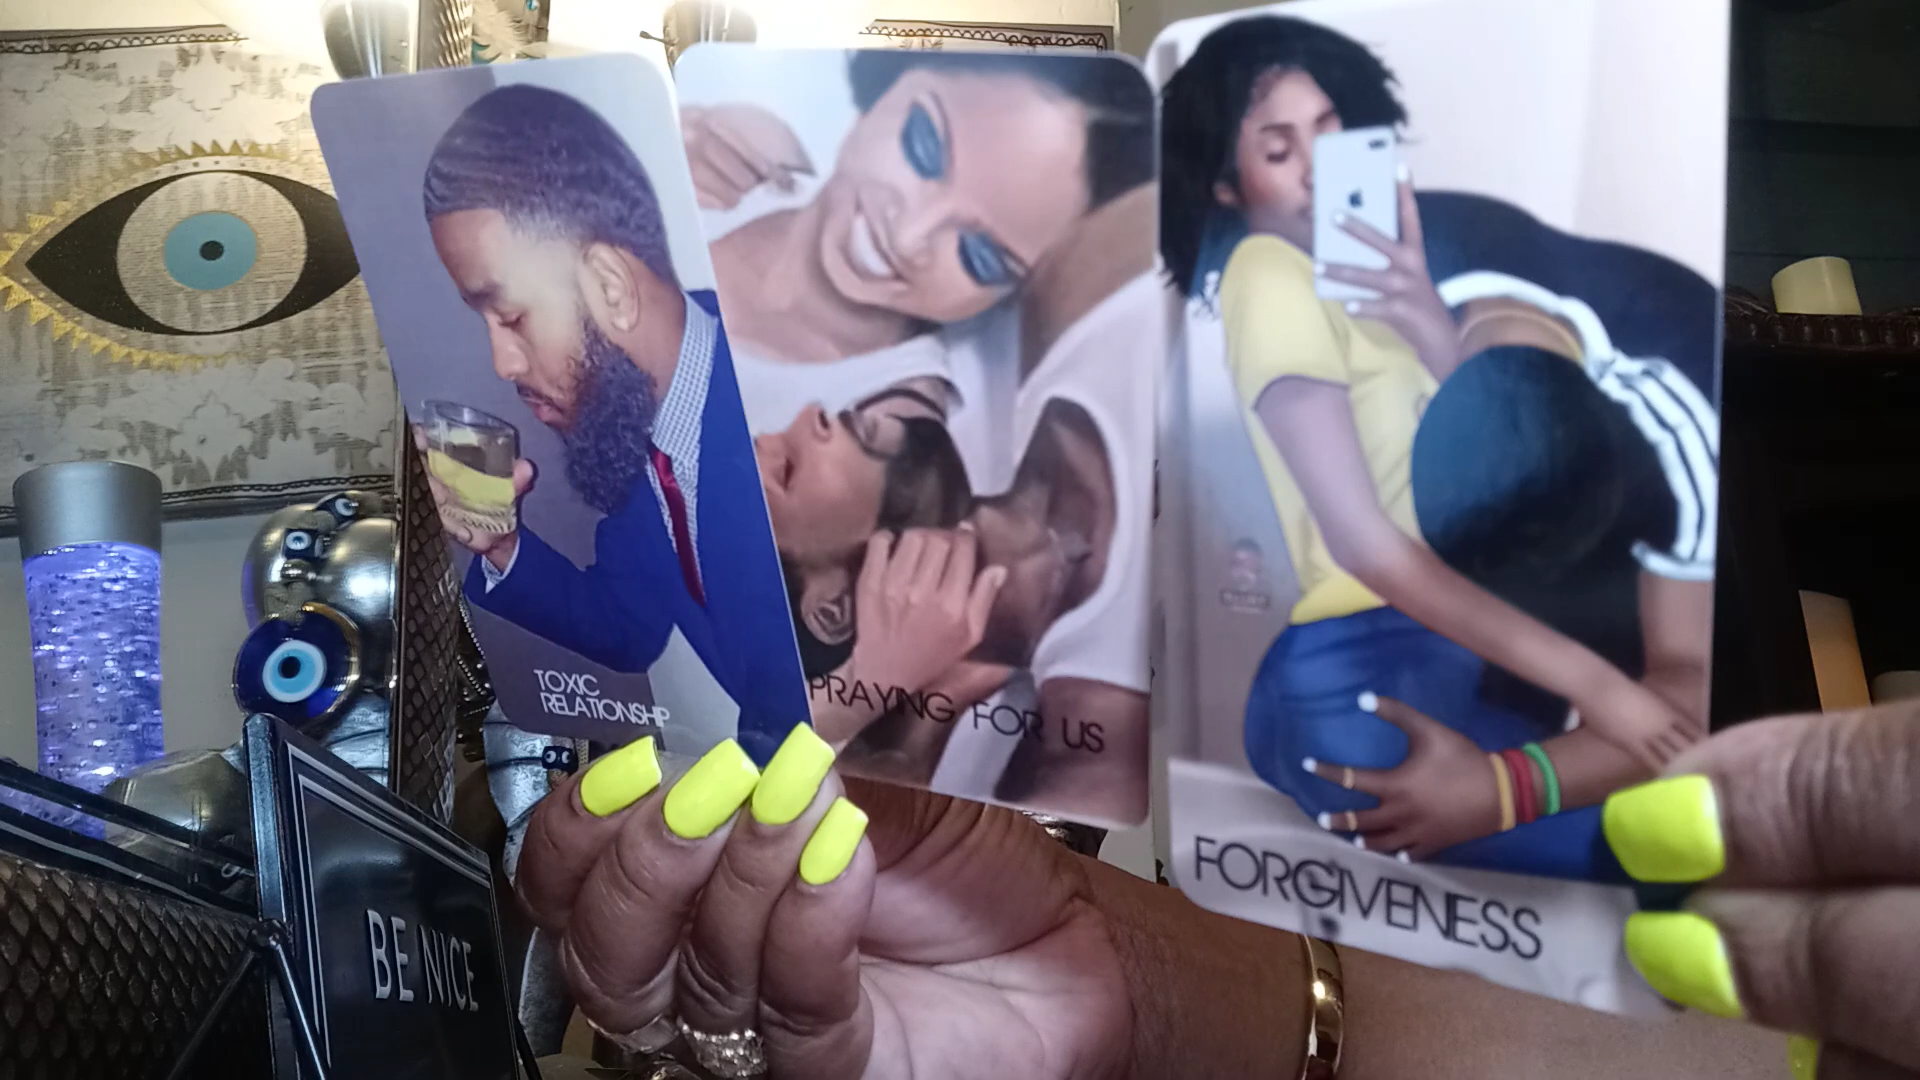 TOXIC
RELATIONSHIP
PRAYING FOR US
FORGIVENESS
BE NICE